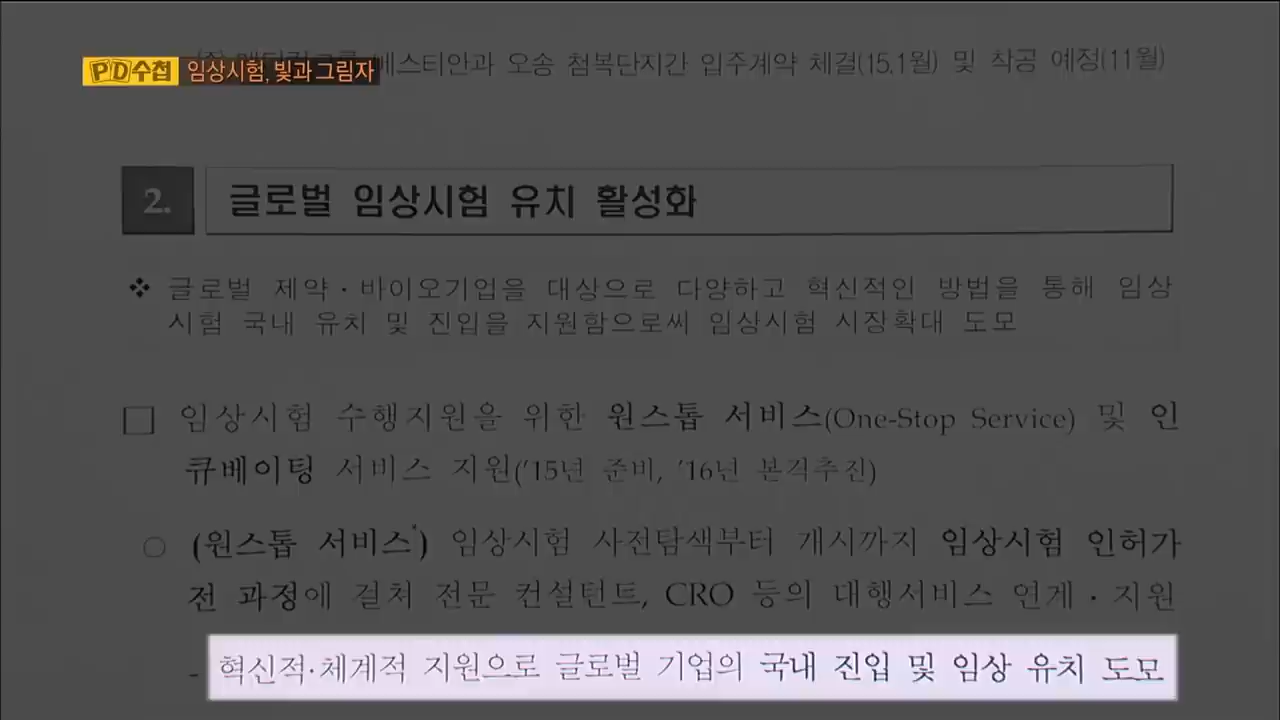 베스티안과 오송 첨복단지간 입주계약 체결(15.1월) 및 착공 예정(11월)
PD수첩 임상시험, 빛과 그림자
2. 글로벌 임상시험 유치 활성화
❖ 글로벌 제약·바이오기업을 대상으로 다양하고 혁신적인 방법을 통해 임상
시험 국내 유치 및 진입을 지원함으로써 임상시험 시장확대 도모
□ 임상시험 수행지원을 위한 원스톱 서비스(One-Stop Service) 및 인
큐베이팅 서비스 지원('15년 준비, '16년 본격추진)
○ (원스톱 서비스*) 임상시험 사전탐색부터 개시까지 임상시험 인허가
전 과정에 걸쳐 전문 컨설턴트, CRO 등의 대행서비스 연계·지원
- 혁신적·체계적 지원으로 글로벌 기업의 국내 진입 및 임상 유치 도모